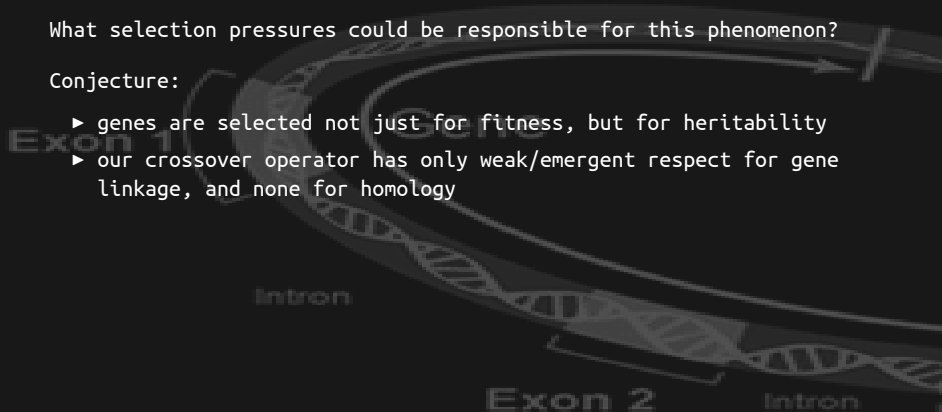 What selection pressures could be responsible for this phenomenon?
Conjecture:
▶ genes are selected not just for fitness, but for heritability
Gene
Exon 1
▶ our crossover operator has only weak/emergent respect for gene
linkage, and none for homology
Intron
Exon 2
Intron